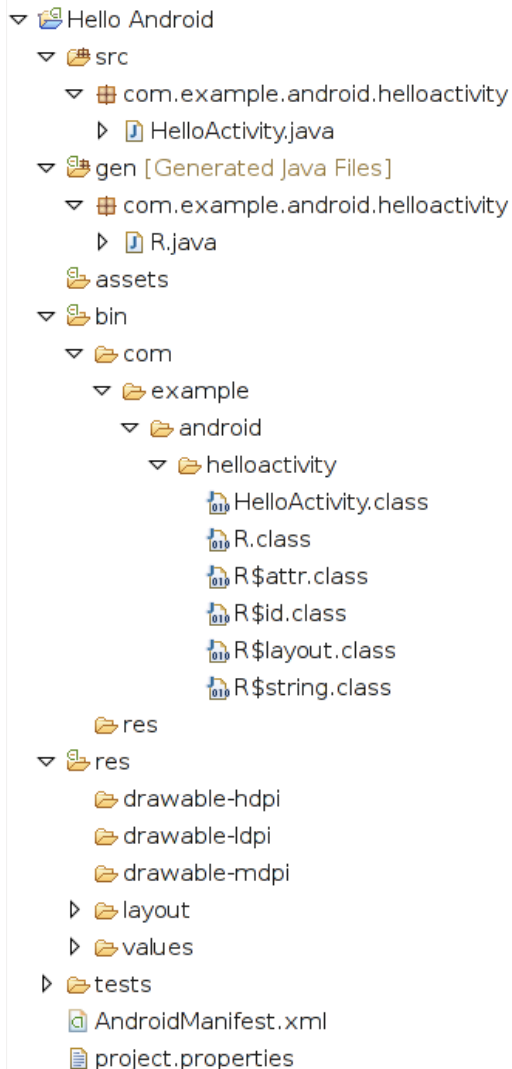 Hello Android
src
com.example.android.helloactivity
HelloActivity.java
gen [Generated Java Files]
com.example.android.helloactivity
R.java
assets
bin
com
example
android
helloactivity
HelloActivity.class
R.class
R$attr.class
R$id.class
R$layout.class
R$string.class
res
res
drawable-hdpi
drawable-ldpi
drawable-mdpi
layout
values
tests
AndroidManifest.xml
project.properties